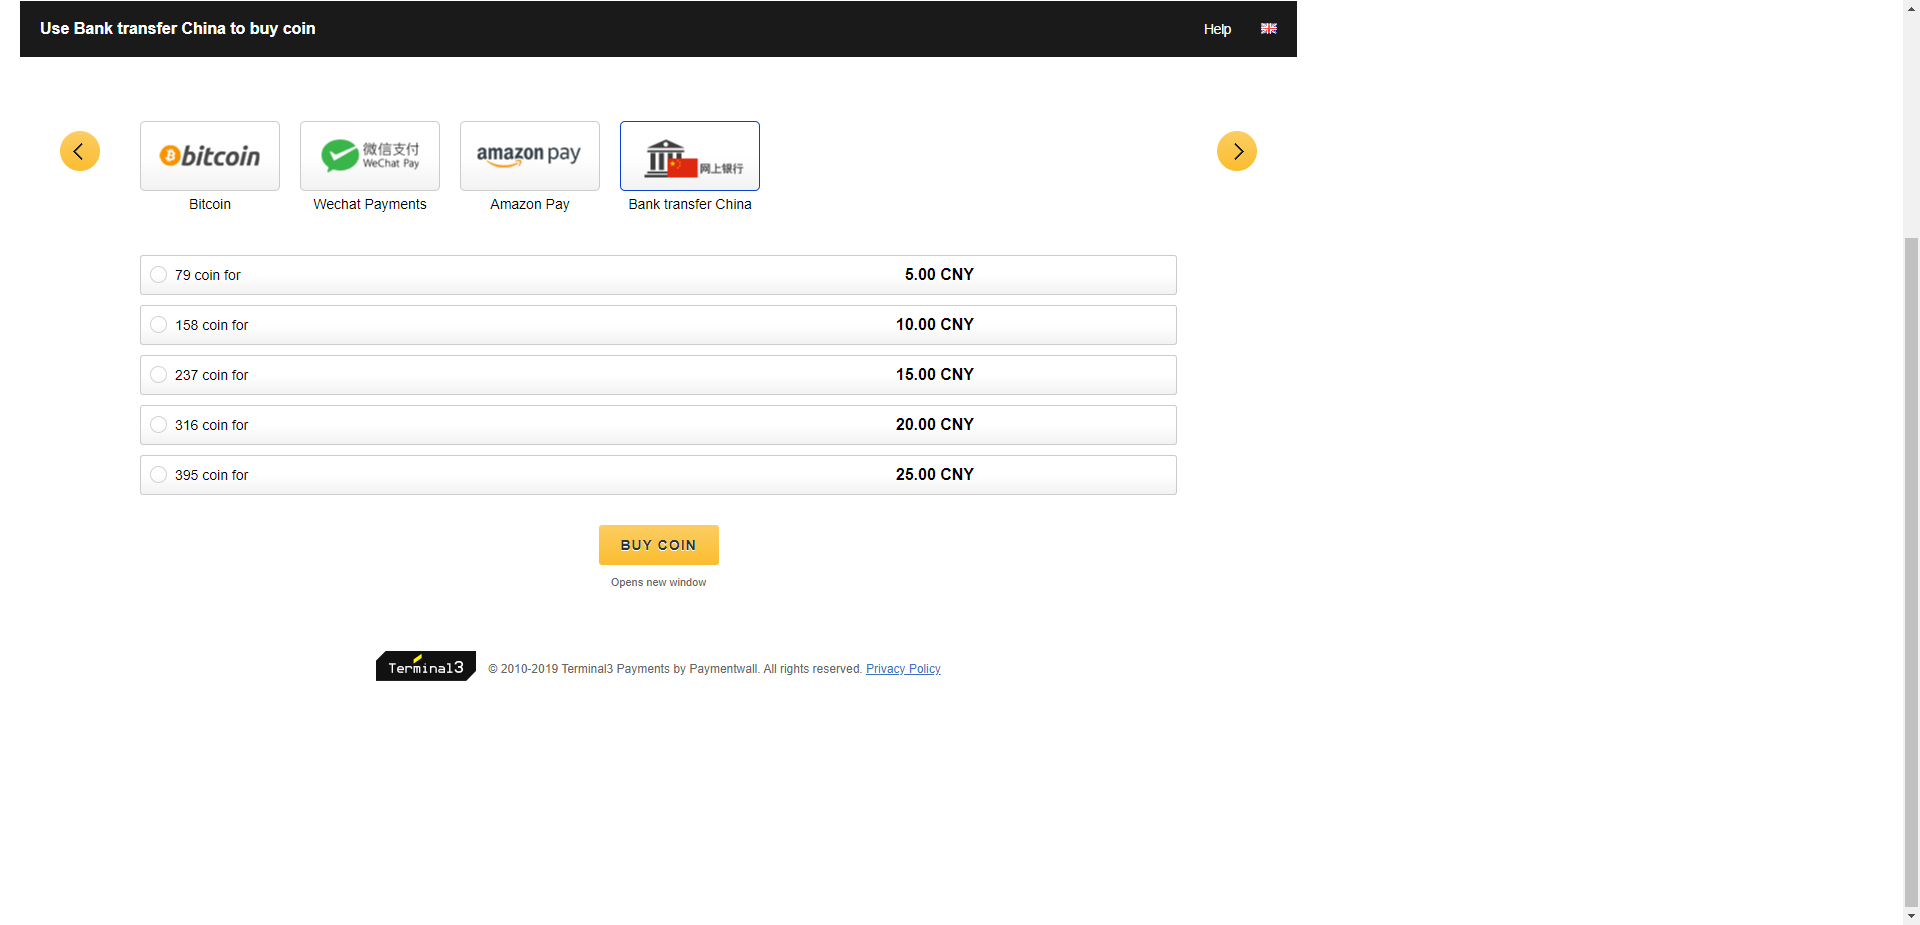 Use Bank transfer China to buy coin
Help
bitcoin
微信支付
WeChat Pay
amazon pay
网上银行
Bitcoin
Wechat Payments
Amazon Pay
Bank transfer China
79 coin for 5.00 CNY
158 coin for 10.00 CNY
237 coin for 15.00 CNY
316 coin for 20.00 CNY
395 coin for 25.00 CNY
BUY COIN
Opens new window
Terminal3
© 2010-2019 Terminal3 Payments by Paymentwall. All rights reserved. Privacy Policy